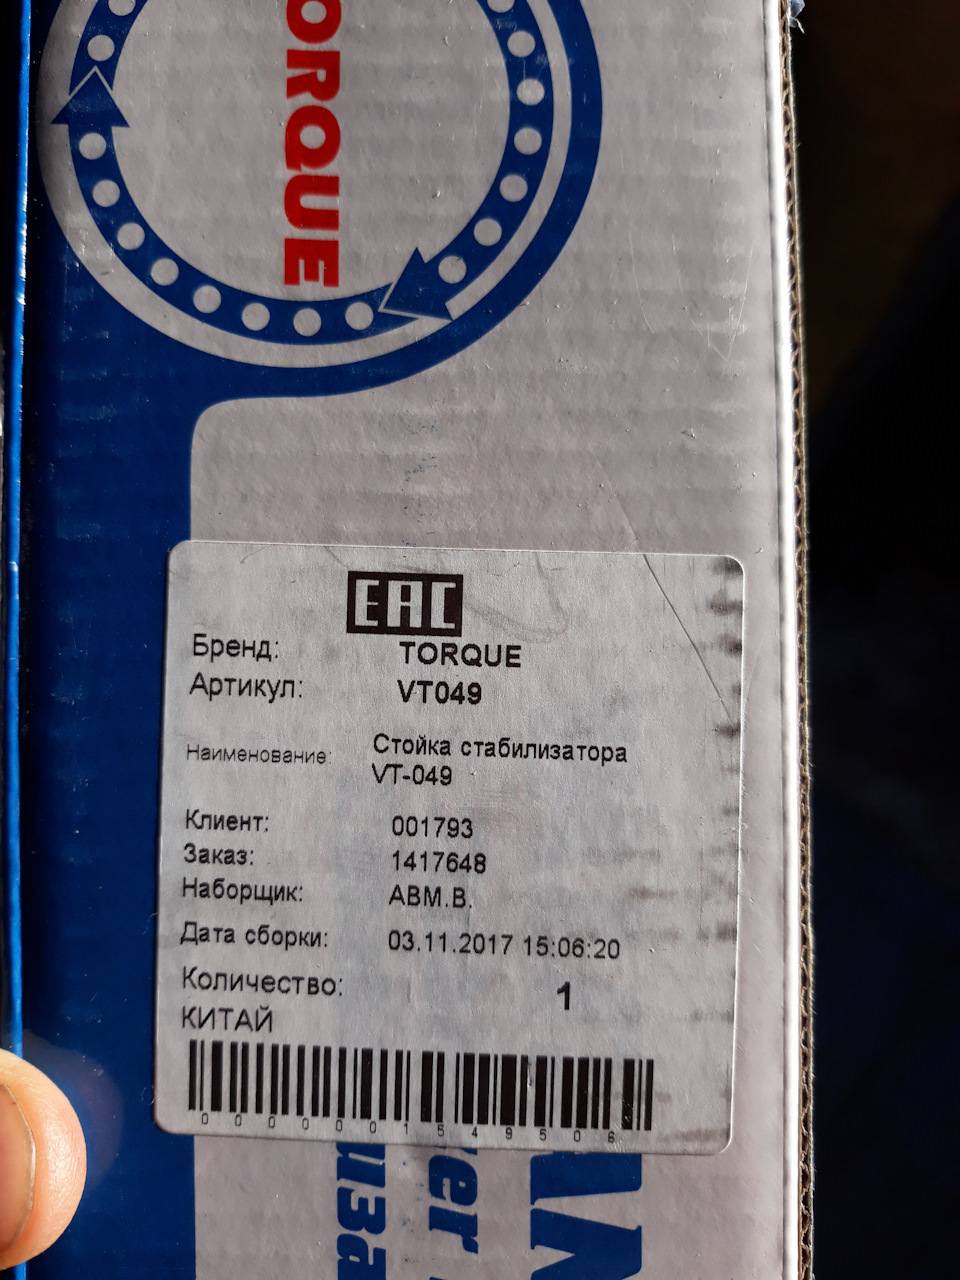 TORQUE
EAC
Бренд: TORQUE
Артикул: VT049
Наименование: Стойка стабилизатора
VT-049
Клиент: 001793
Заказ: 1417648
Наборщик: АВМ.В.
Дата сборки: 03.11.2017 15:06:20
Количество: 1
КИТАЙ
0000001549506